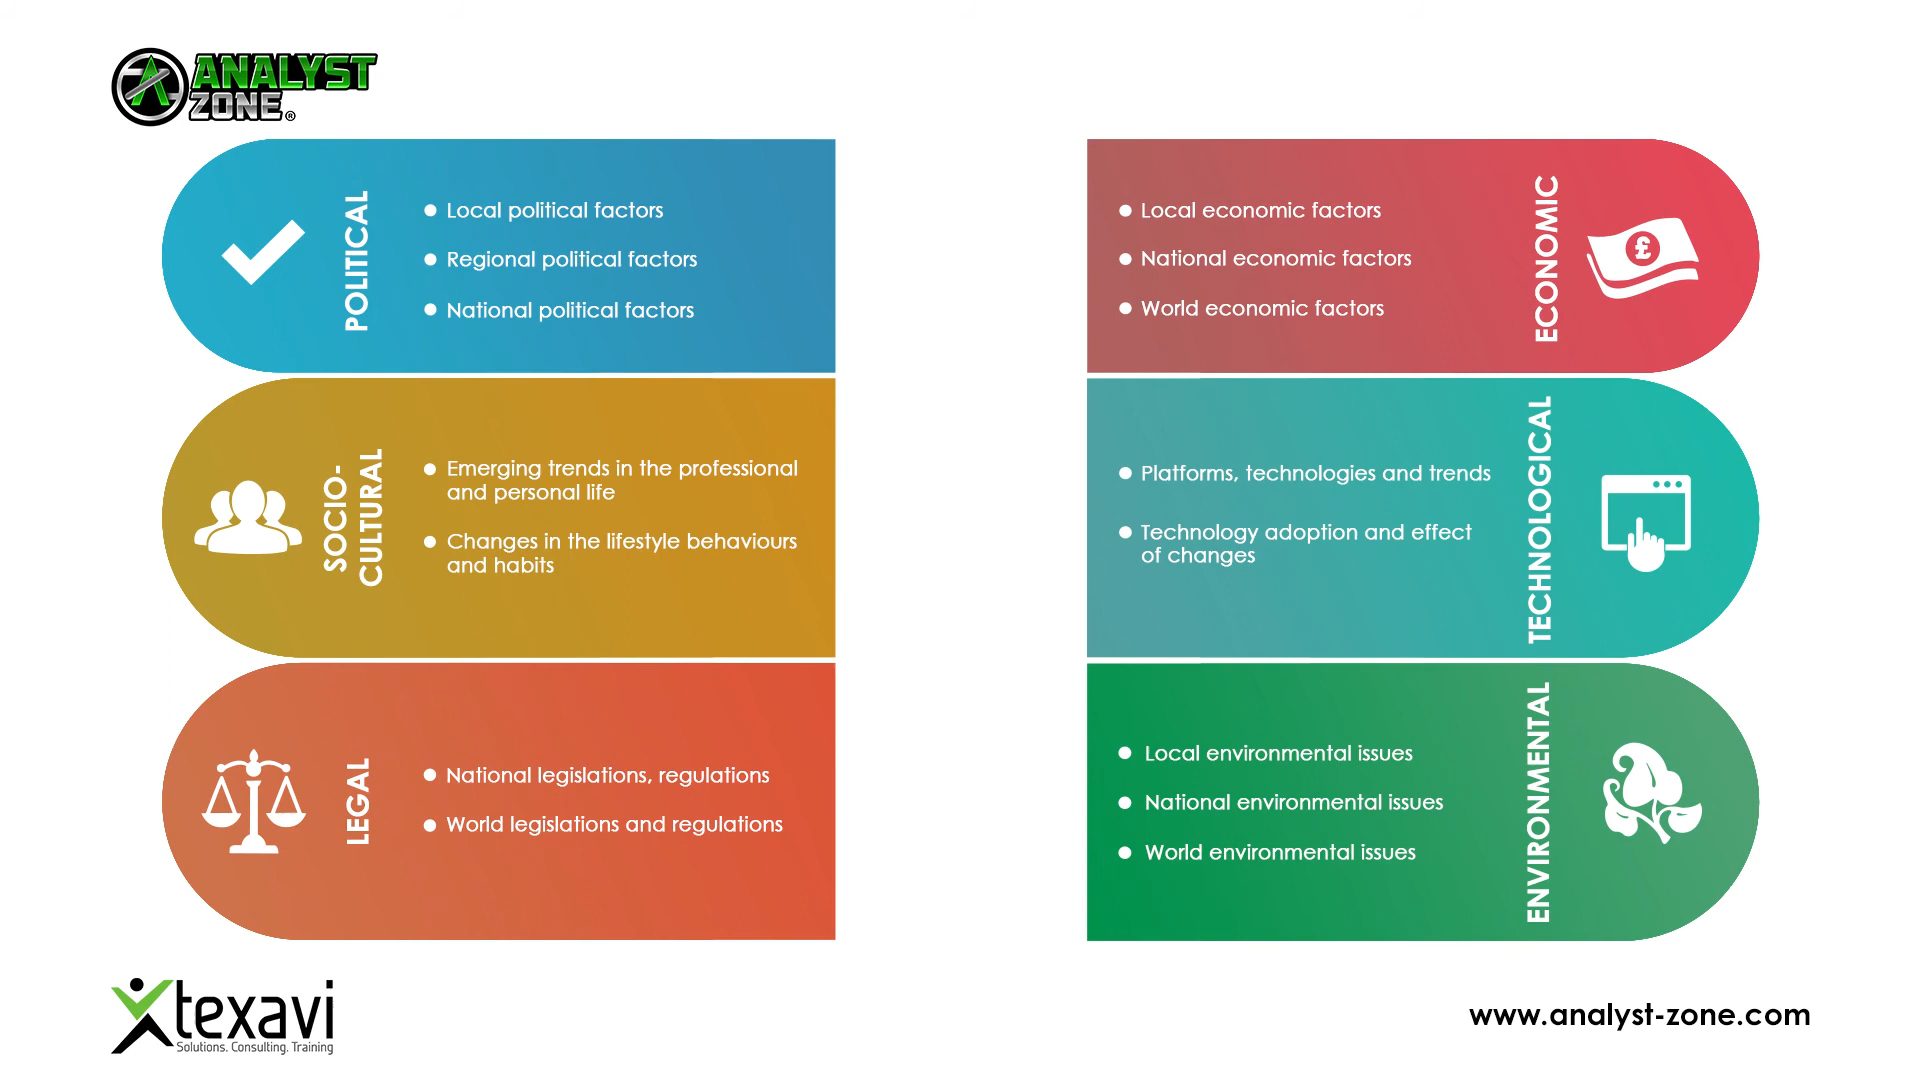 ANALYST
ZONE®
POLITICAL
Local political factors
Regional political factors
National political factors
ECONOMIC
Local economic factors
National economic factors
World economic factors
£
SOCIO-
CULTURAL
Emerging trends in the professional
and personal life
Changes in the lifestyle behaviours
and habits
TECHNOLOGICAL
Platforms, technologies and trends
Technology adoption and effect
of changes
LEGAL
National legislations, regulations
World legislations and regulations
ENVIRONMENTAL
Local environmental issues
National environmental issues
World environmental issues
texavi
Solutions. Consulting. Training
www.analyst-zone.com